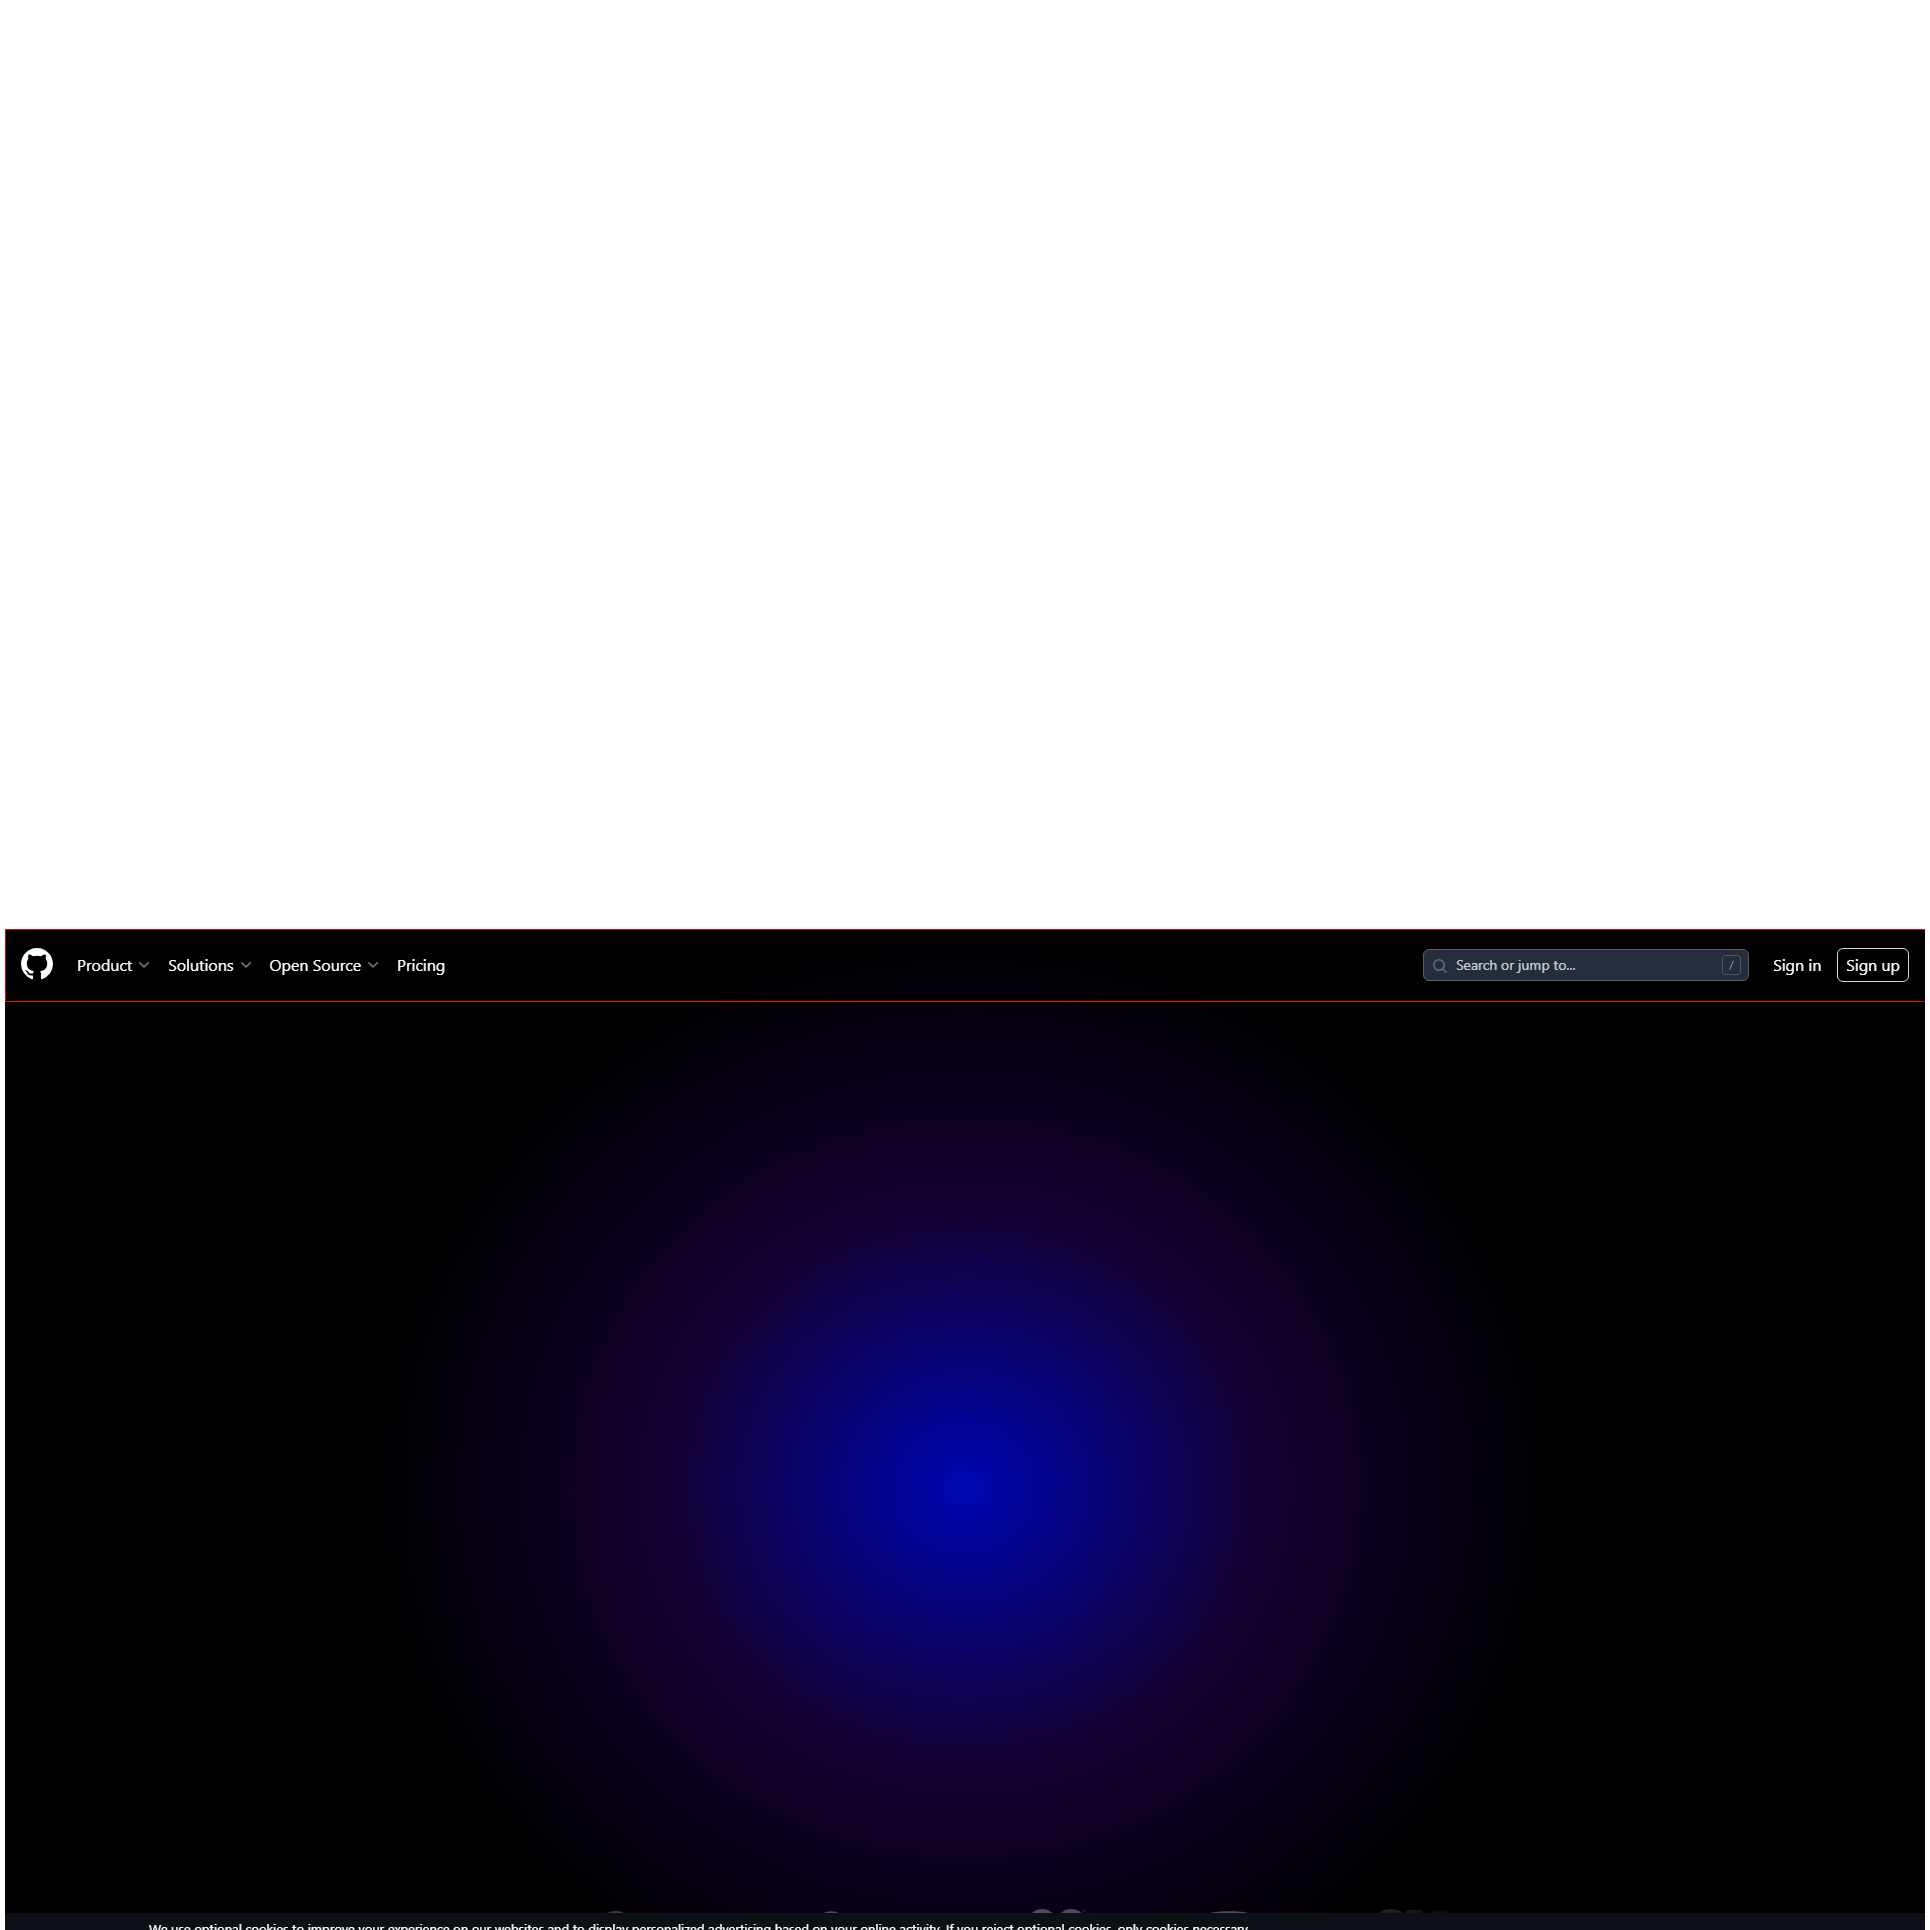 Product Solutions Open Source Pricing Search or jump to... / Sign in Sign up
We use optional cookies to improve your experience on our websites and to display personalized advertising based on your online activity. If you reject optional cookies, only cookies necessary